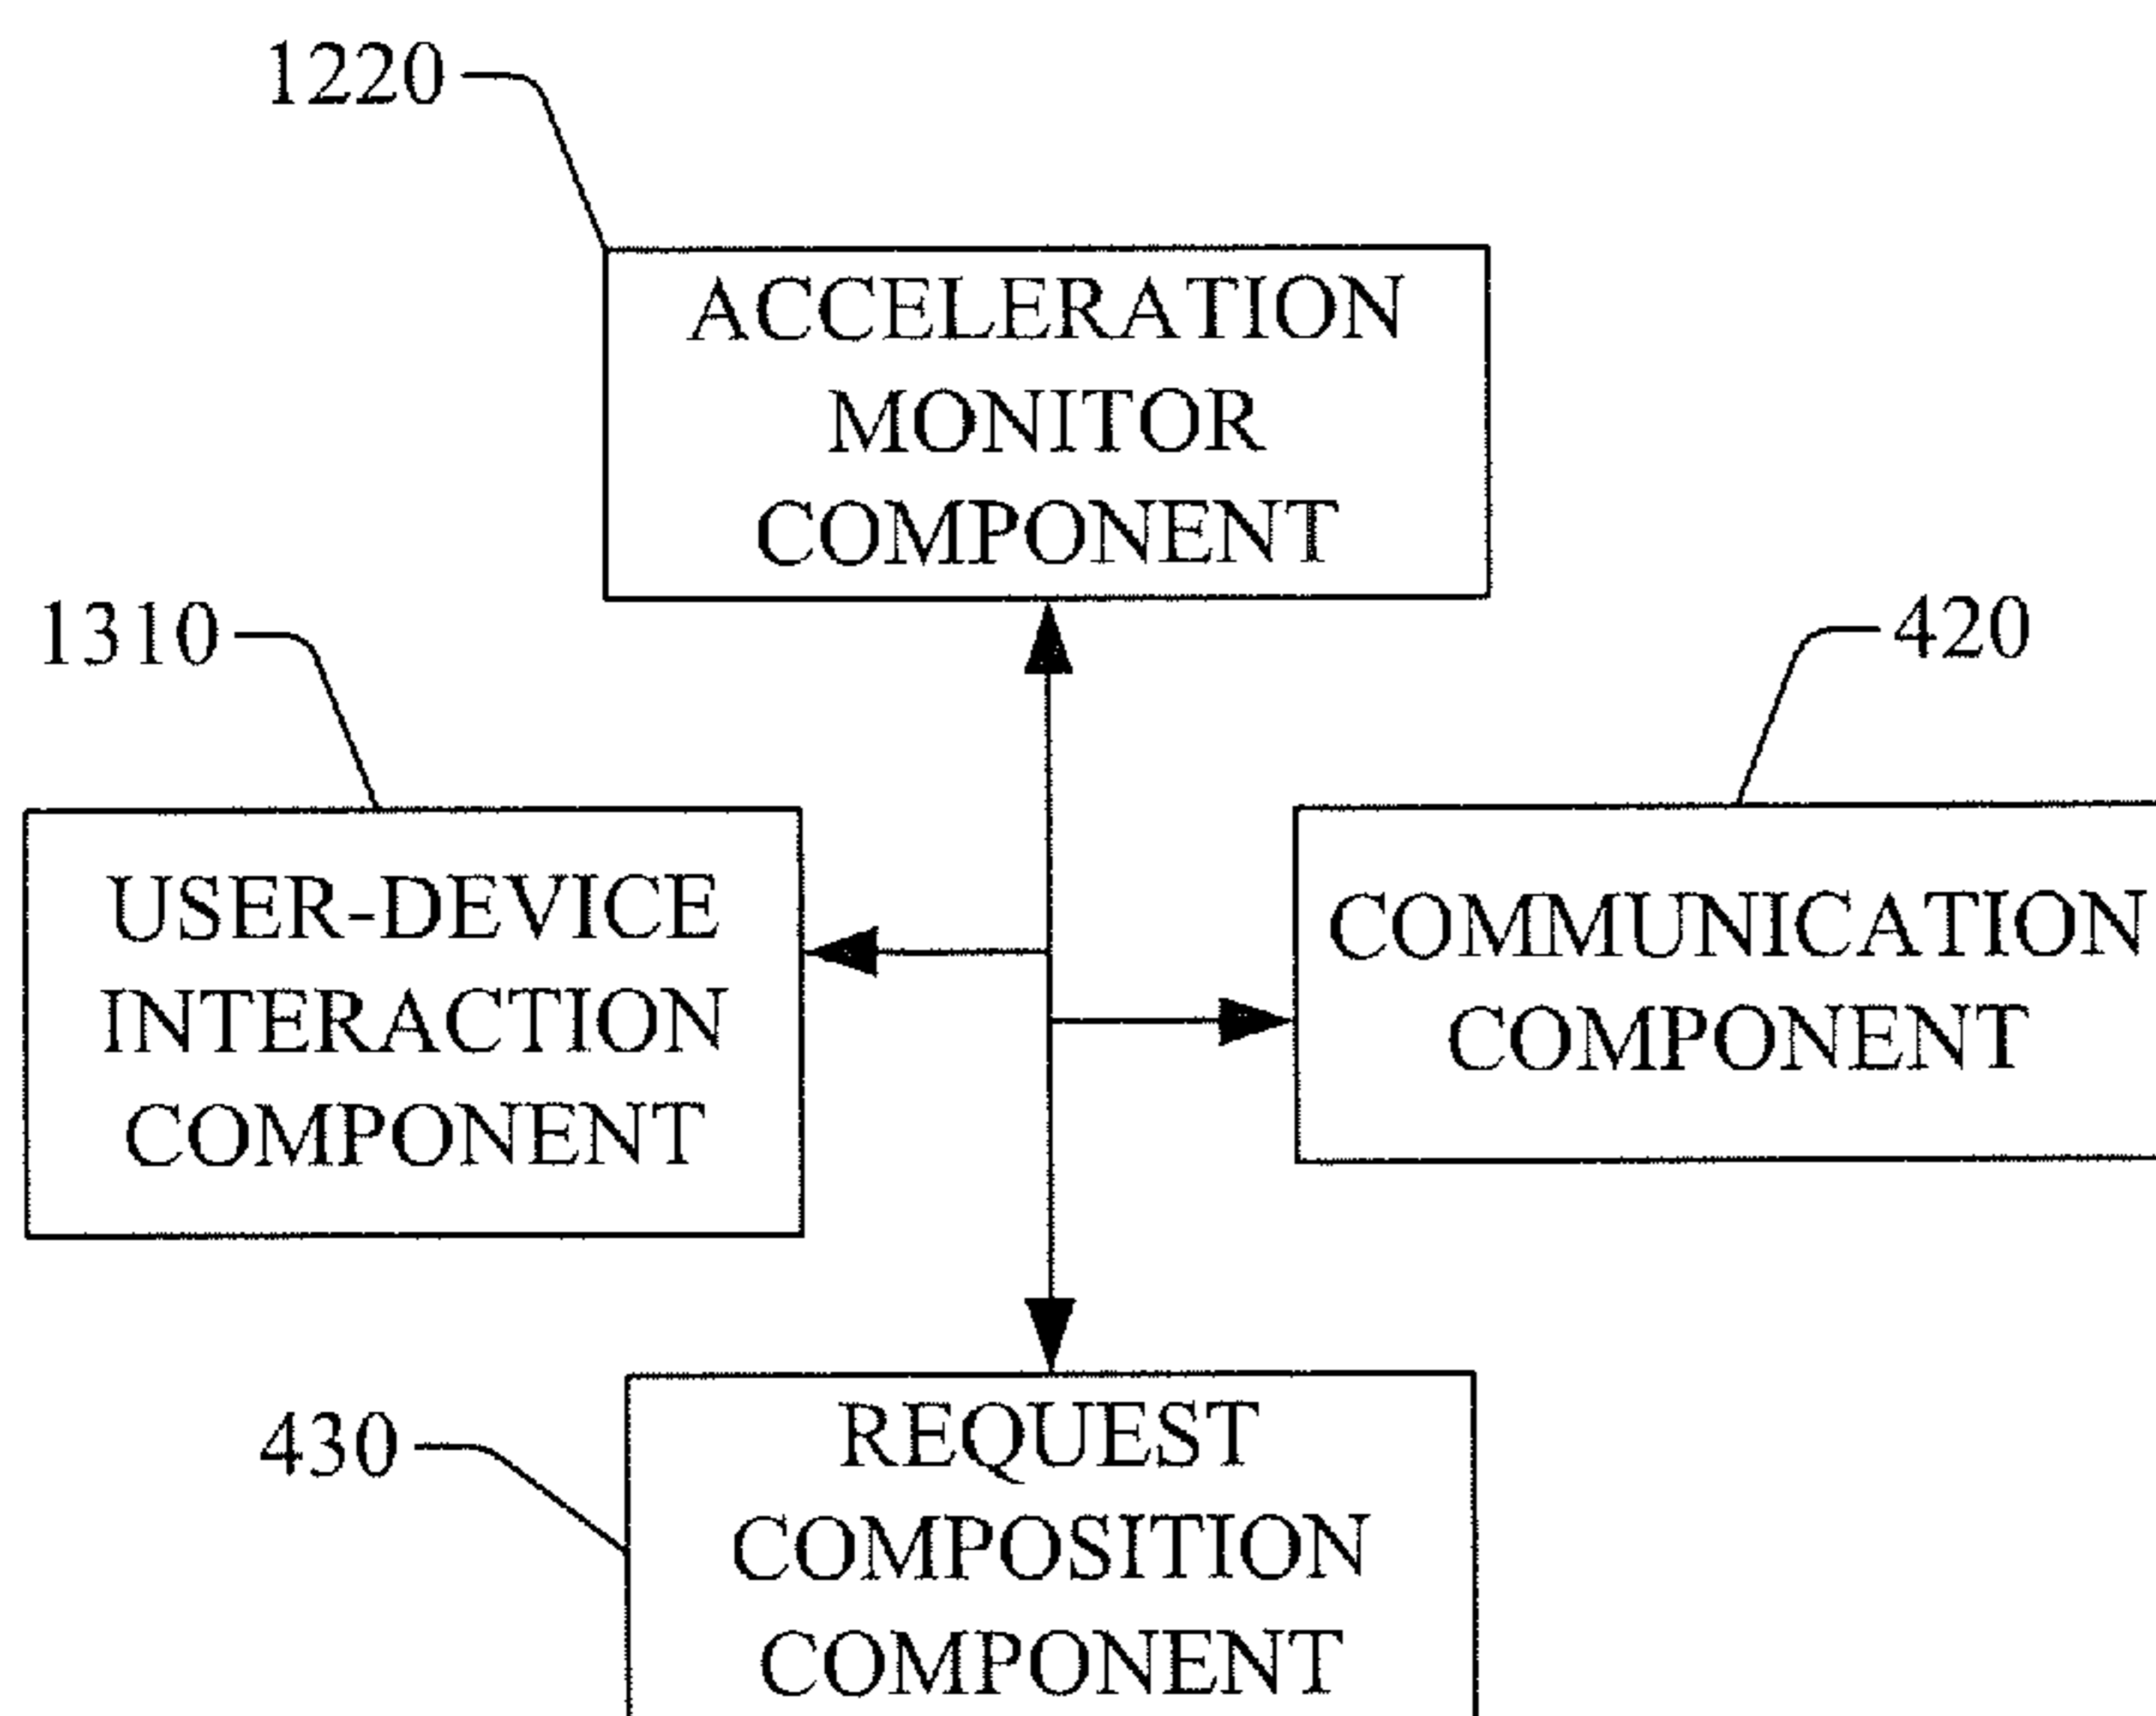 1220
ACCELERATION
MONITOR
COMPONENT
1310
420
USER-DEVICE
INTERACTION
COMPONENT
COMMUNICATION
COMPONENT
430
REQUEST
COMPOSITION
COMPONENT